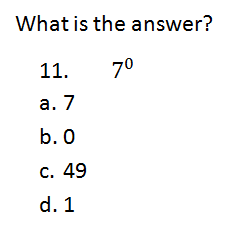 What is the answer?
11. 7⁰
a. 7
b. 0
c. 49
d. 1